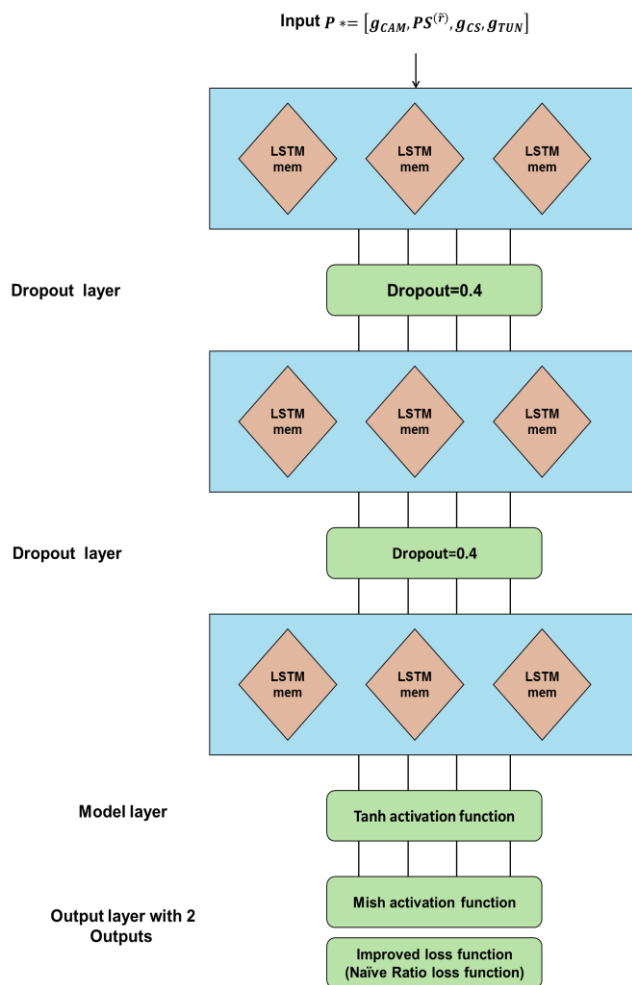 Input P *= [g_CAM, PS^(r̃), g_CS, g_TUN]
LSTM mem
LSTM mem
LSTM mem
Dropout layer
Dropout=0.4
LSTM mem
LSTM mem
LSTM mem
Dropout layer
Dropout=0.4
LSTM mem
LSTM mem
LSTM mem
Model layer
Tanh activation function
Output layer with 2
Outputs
Mish activation function
Improved loss function
(Naïve Ratio loss function)